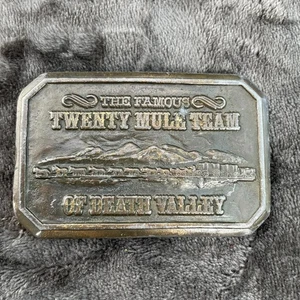 THE FAMOUS
TWENTY MULE TEAM
OF DEATH VALLEY